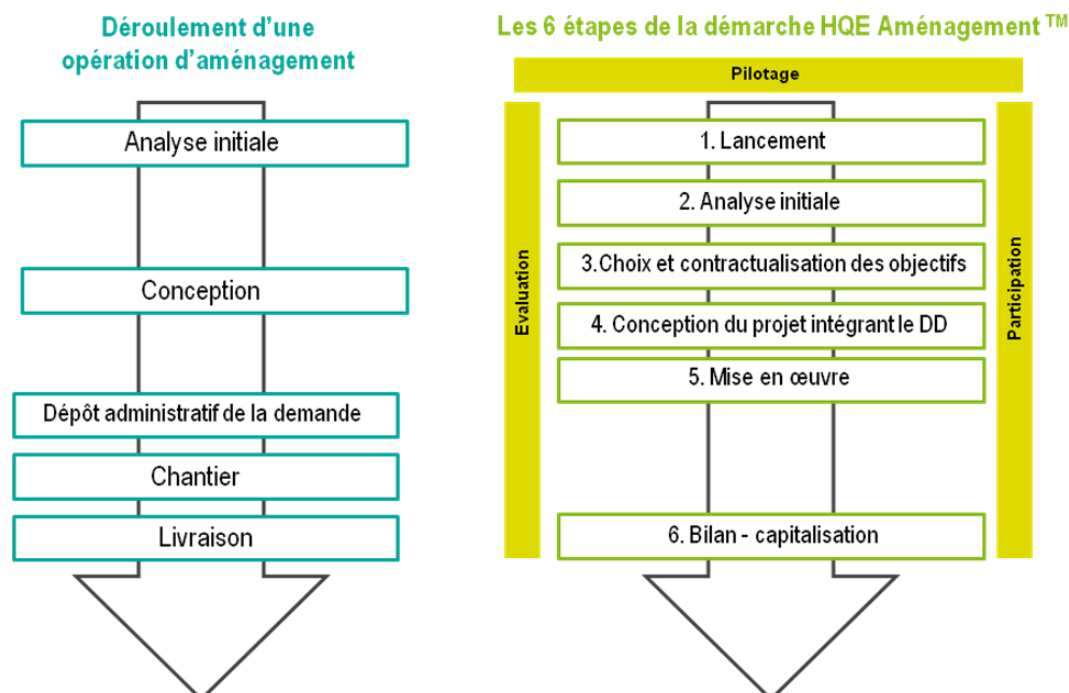 Déroulement d’une
opération d’aménagement
Analyse initiale
Conception
Dépôt administratif de la demande
Chantier
Livraison
Les 6 étapes de la démarche HQE Aménagement ™
Pilotage
Evaluation
1. Lancement
2. Analyse initiale
3.Choix et contractualisation des objectifs
4. Conception du projet intégrant le DD
5. Mise en œuvre
6. Bilan - capitalisation
Participation